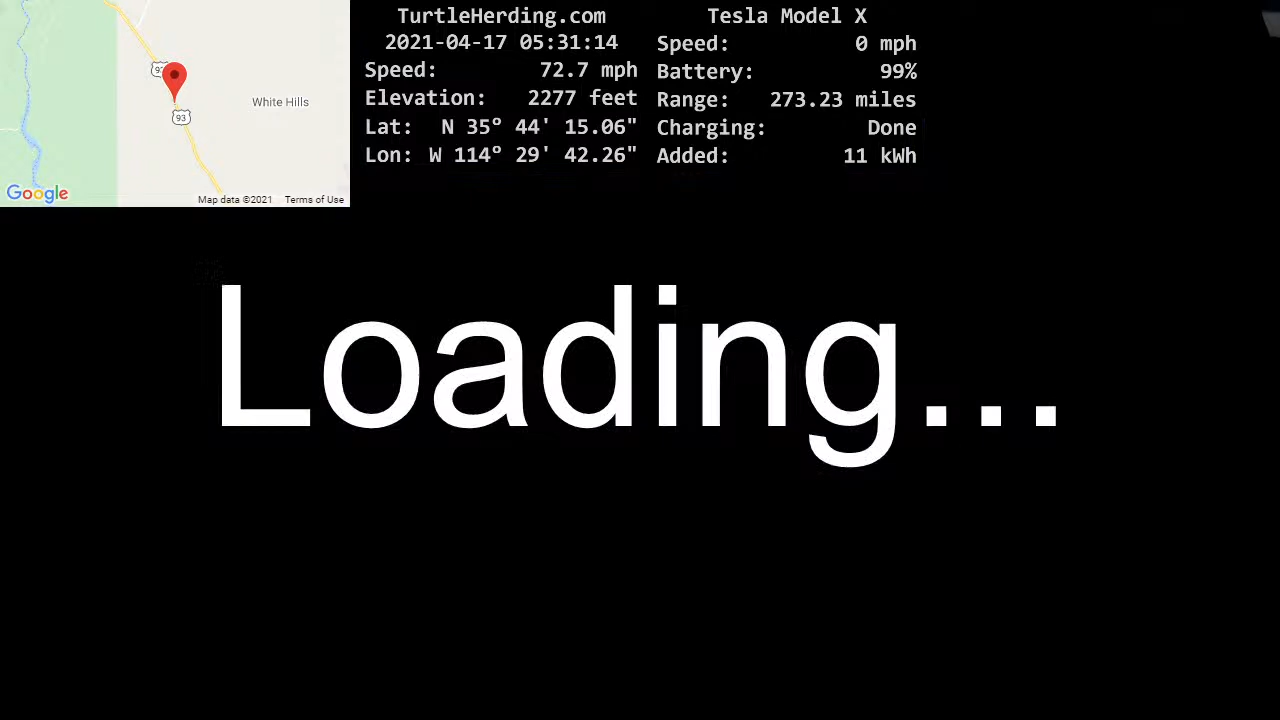 TurtleHerding.com
2021-04-17 05:31:14
Speed: 72.7 mph
Elevation: 2277 feet
Lat: N 35° 44' 15.06"
Lon: W 114° 29' 42.26"
Tesla Model X
Speed: 0 mph
Battery: 99%
Range: 273.23 miles
Charging: Done
Added: 11 kWh
93
White Hills
93
Google
Map data ©2021 Terms of Use
Loading...